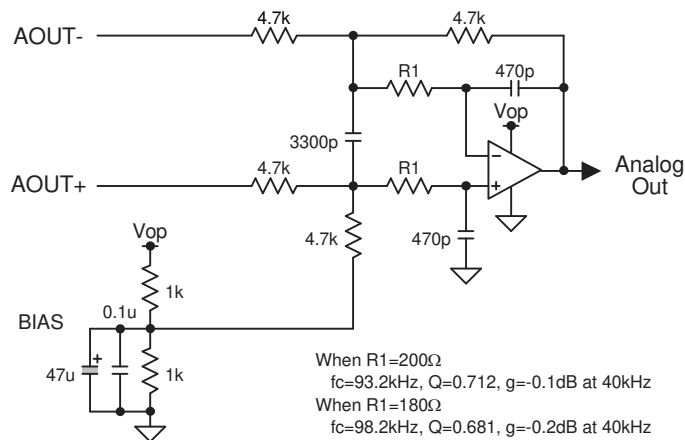 4.7k
4.7k
AOUT-
R1
470p
Vop
3300p
4.7k
R1
−
+
Analog
Out
AOUT+
4.7k
470p
Vop
1k
0.1u
BIAS
+
47u
1k
When R1=200Ω
fc=93.2kHz, Q=0.712, g=-0.1dB at 40kHz
When R1=180Ω
fc=98.2kHz, Q=0.681, g=-0.2dB at 40kHz